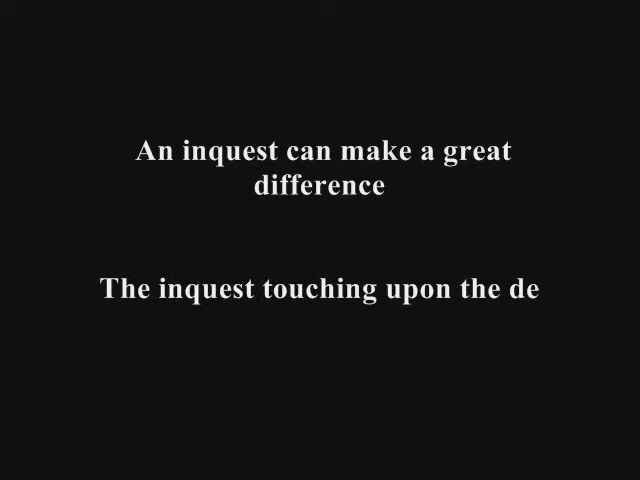 An inquest can make a great
difference
The inquest touching upon the de